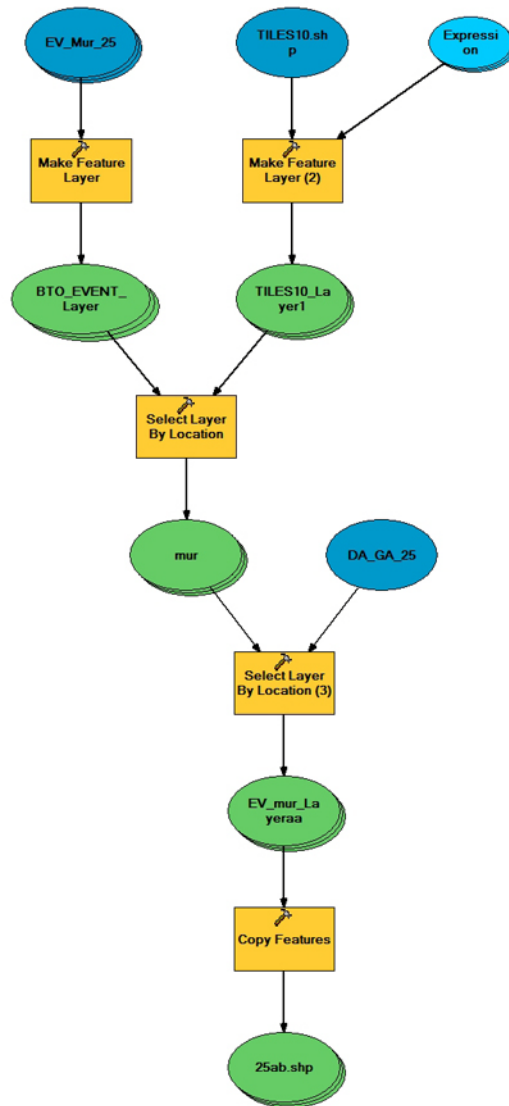 EV_Mur_25
TILES10.sh
p
Expressi
on
Make Feature
Layer
Make Feature
Layer (2)
BTO_EVENT_
Layer
TILES10_La
yer1
Select Layer
By Location
mur
DA_GA_25
Select Layer
By Location (3)
EV_mur_La
yeraa
Copy Features
25ab.shp